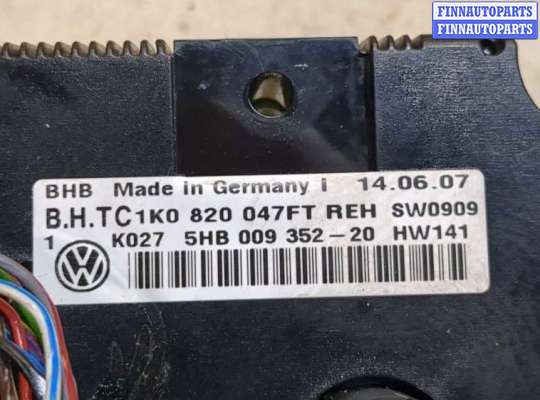 FINNAUTOPARTS
FINNAUTOPARTS
BHB Made in Germany i 14.06.07
B.H.TC1K0 820 047FT REH SW0909
1 K027 5HB 009 352-20 HW141